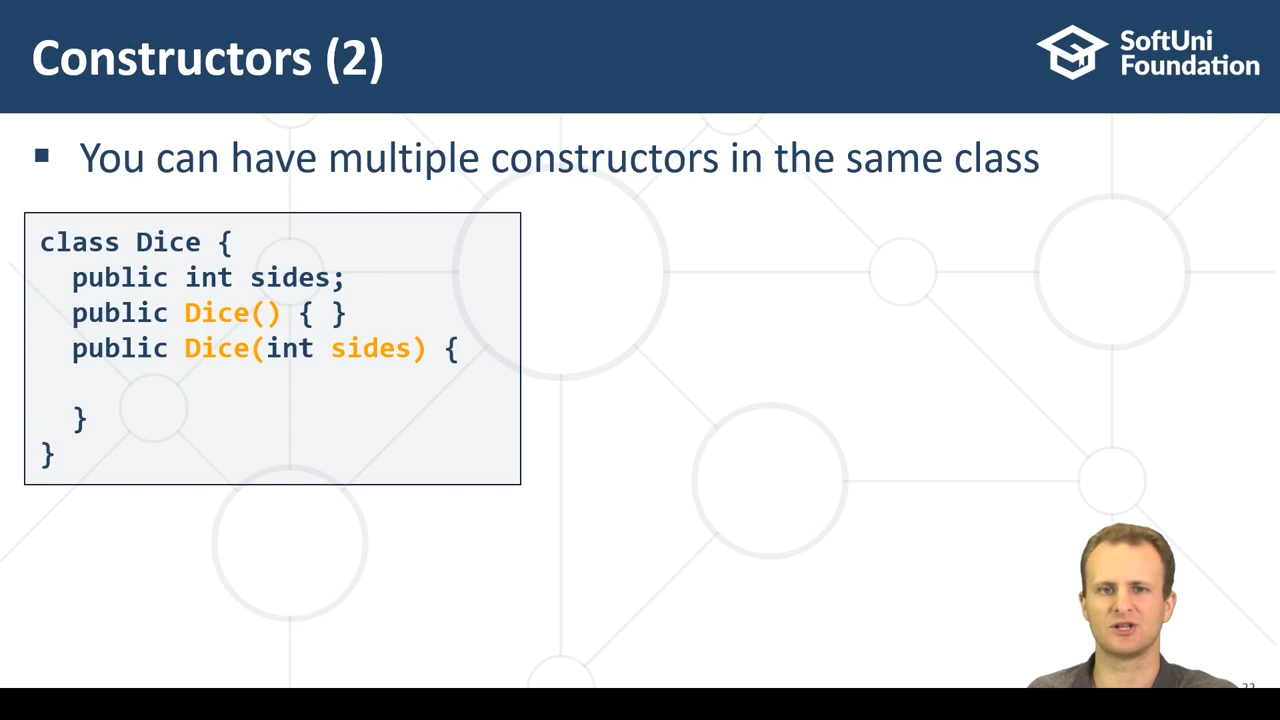 Constructors (2)
SoftUni
Foundation
▪ You can have multiple constructors in the same class
class Dice {
  public int sides;
  public Dice() { }
  public Dice(int sides) {

  }
}